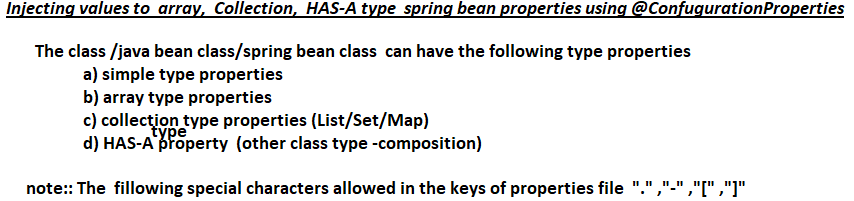 Injecting values to array, Collection, HAS-A type spring bean properties using @ConfugurationProperties
The class /java bean class/spring bean class can have the following type properties
a) simple type properties
b) array type properties
c) collection type properties (List/Set/Map)
type
d) HAS-A property (other class type -composition)
note:: The fillowing special characters allowed in the keys of properties file "." ,"-" ,"[" ,"]"